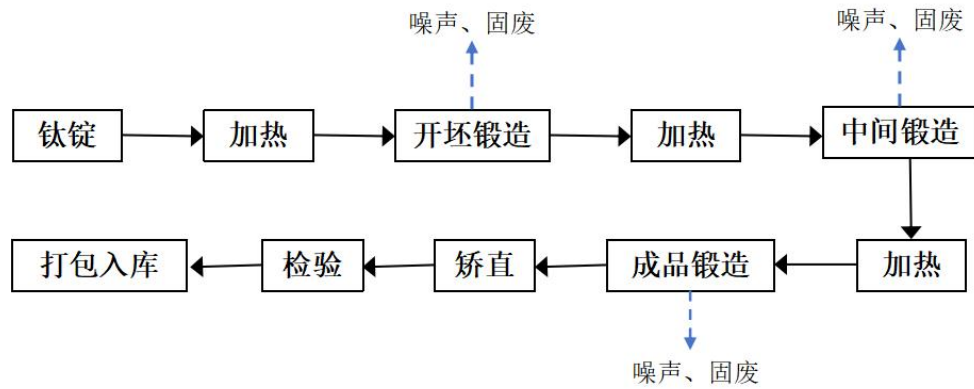 噪声、固废
噪声、固废
钛锭
加热
开坯锻造
加热
中间锻造
加热
成品锻造
矫直
检验
打包入库
噪声、固废